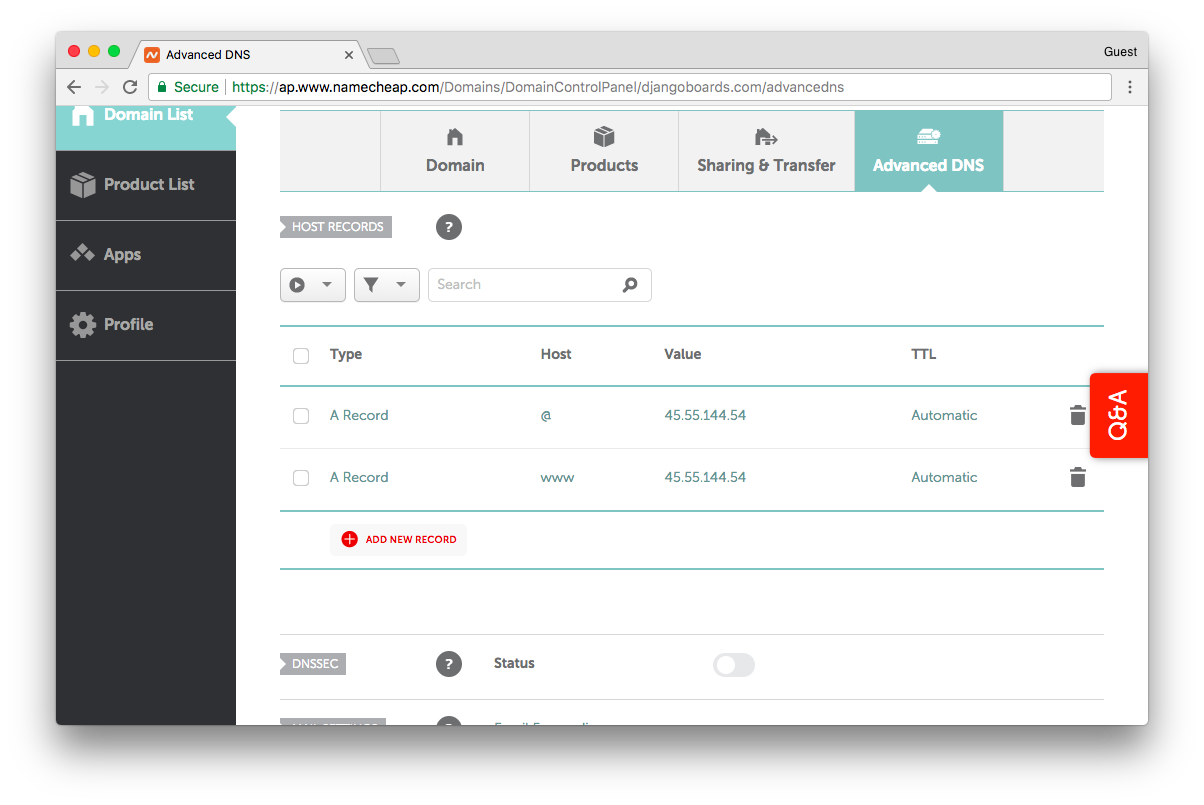 Advanced DNS
Guest
Secure https://ap.www.namecheap.com/Domains/DomainControlPanel/djangoboards.com/advancedns
Domain List
Product List
Apps
Profile
Domain
Products
Sharing & Transfer
Advanced DNS
HOST RECORDS ?
Search
Type Host Value TTL
A Record @ 45.55.144.54 Automatic
A Record www 45.55.144.54 Automatic
ADD NEW RECORD
Q&A
DNSSEC ? Status